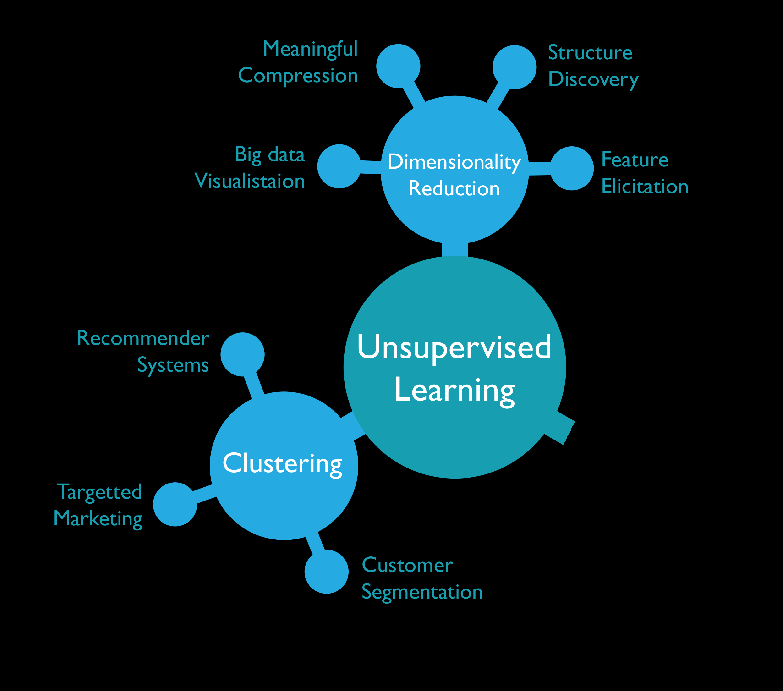 Meaningful
Compression
Structure
Discovery
Big data
Visualistaion
Dimensionality
Reduction
Feature
Elicitation
Unsupervised
Learning
Recommender
Systems
Clustering
Targetted
Marketing
Customer
Segmentation